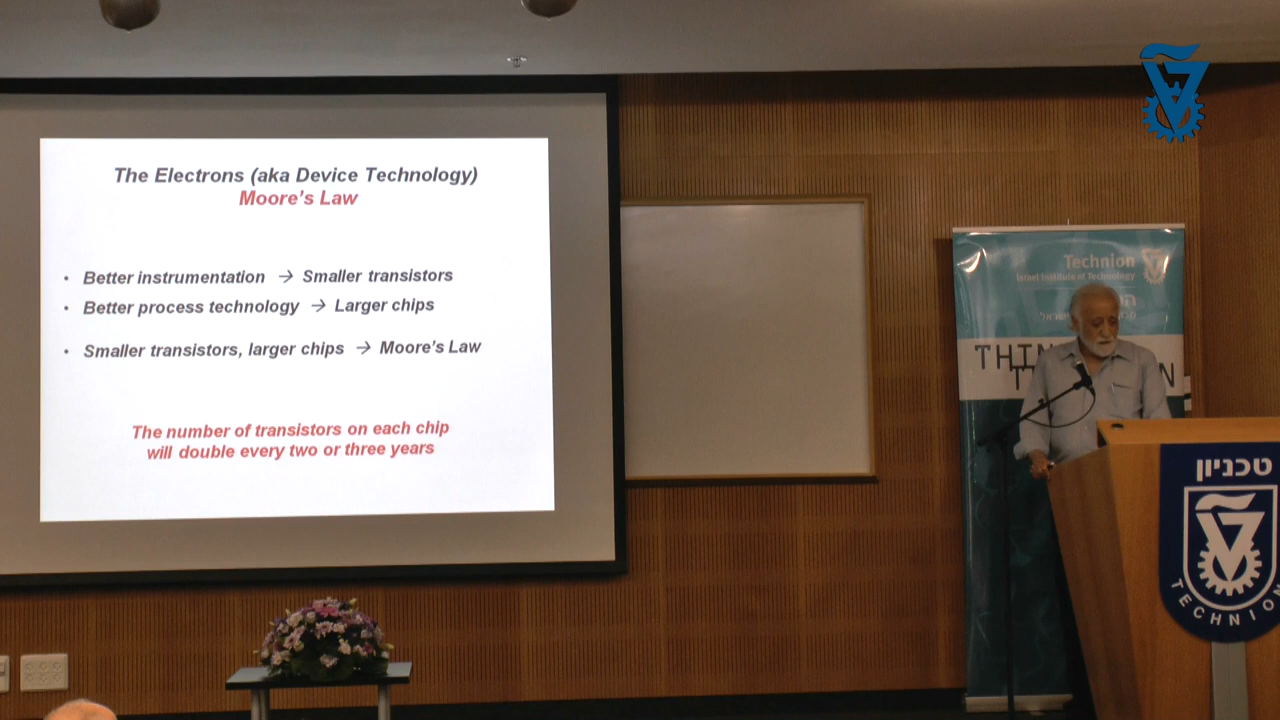 The Electrons (aka Device Technology)
Moore's Law
• Better instrumentation → Smaller transistors
• Better process technology → Larger chips
• Smaller transistors, larger chips → Moore's Law
The number of transistors on each chip
will double every two or three years
Technion
Israel Institute of Technology
טכניון
TECHNION